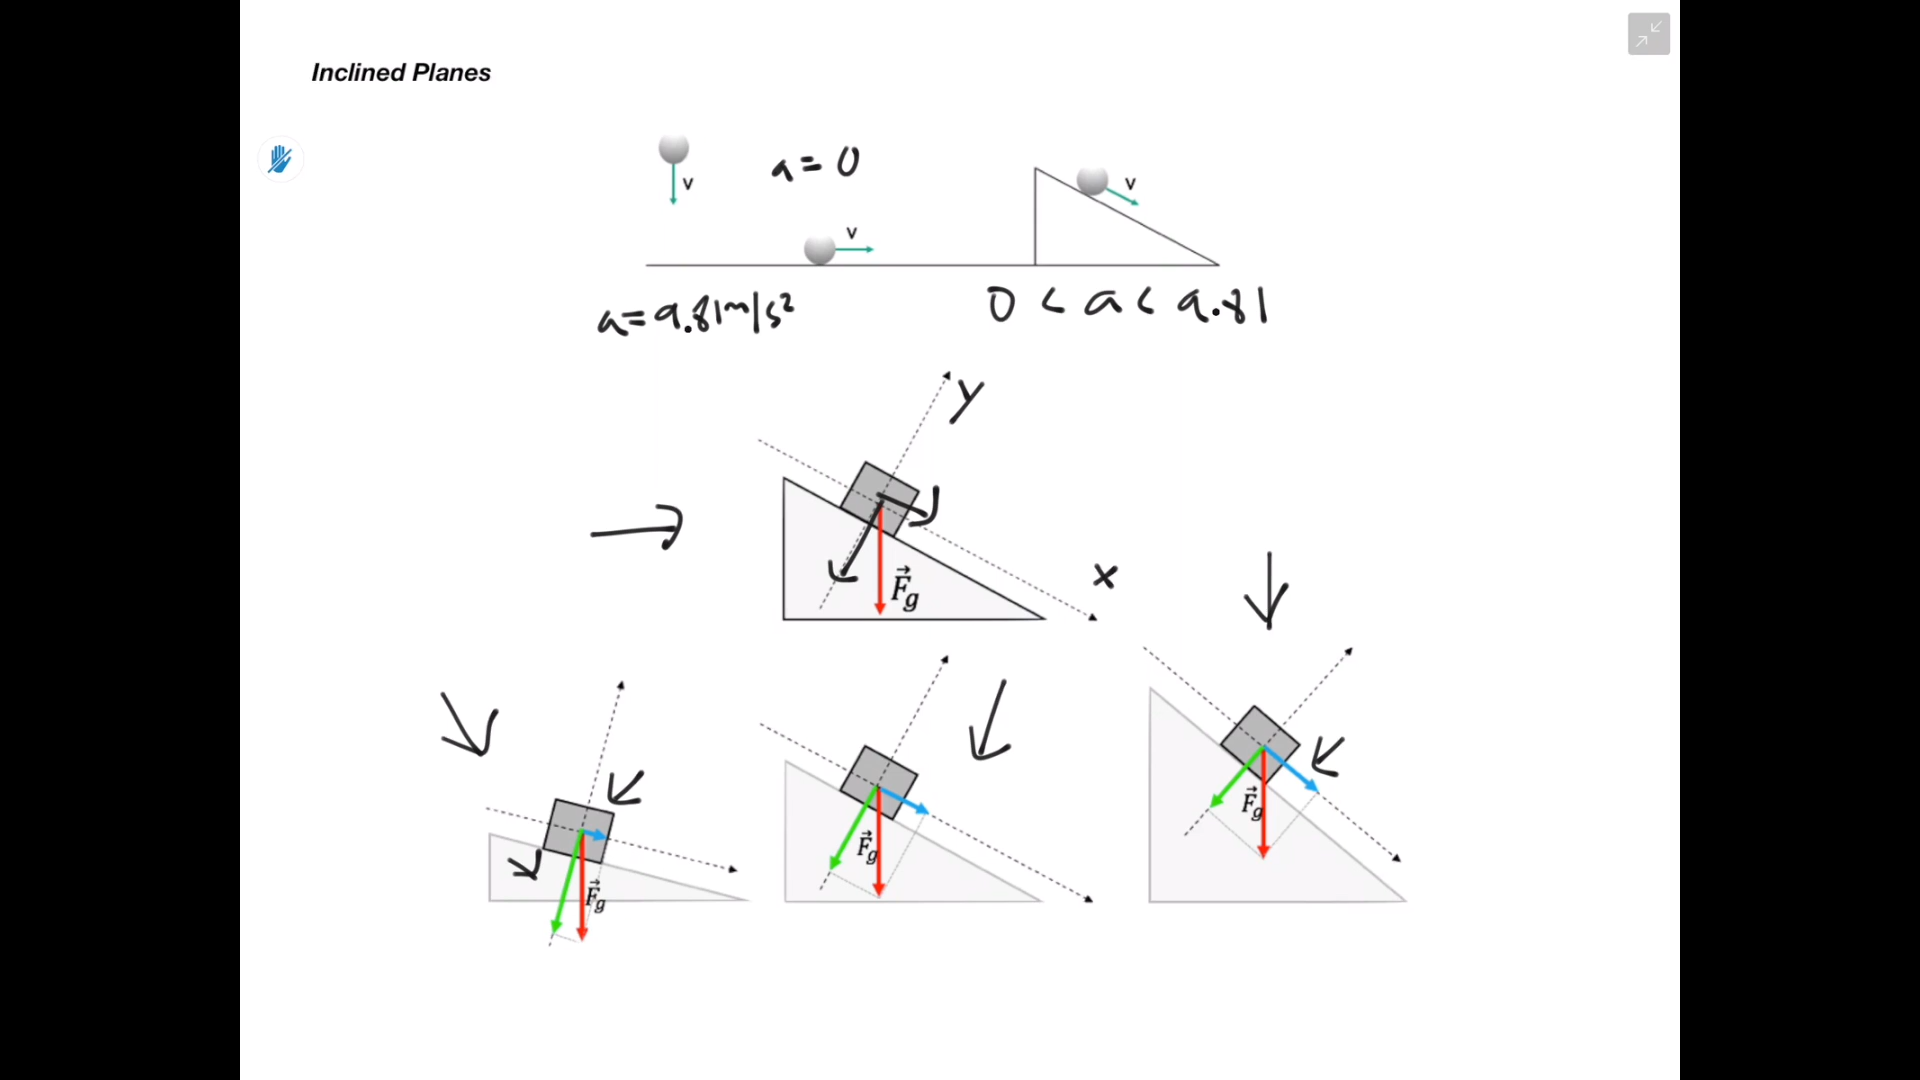 Inclined Planes
v
a = 0
v
v
a = 9.81 m/s²
0 < a < 9.81
y
F⃗g
x
F⃗g
F⃗g
F⃗g